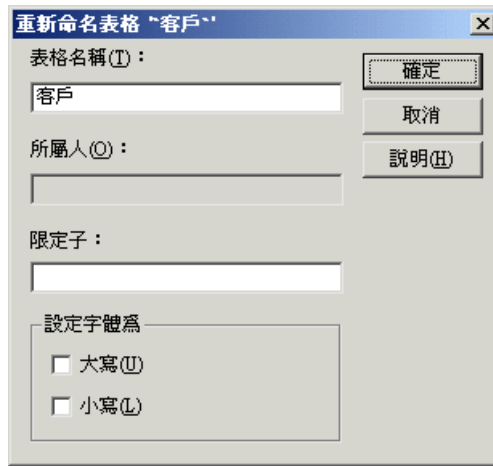 重新命名表格 "客戶"
表格名稱(T)：
客戶
所屬人(O)：
限定子：
設定字體爲
大寫(U)
小寫(L)
確定
取消
說明(H)